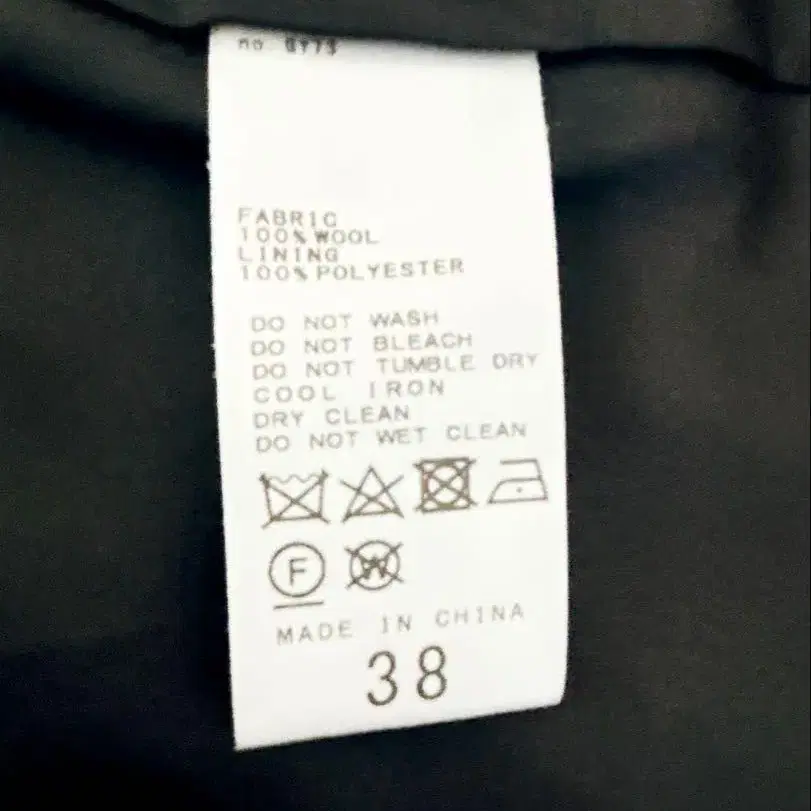 no
FABRIC
100% WOOL
LINING
100% POLYESTER
DO NOT WASH
DO NOT BLEACH
DO NOT TUMBLE DRY
COOL IRON
DRY CLEAN
DO NOT WET CLEAN
F W
MADE IN CHINA
38